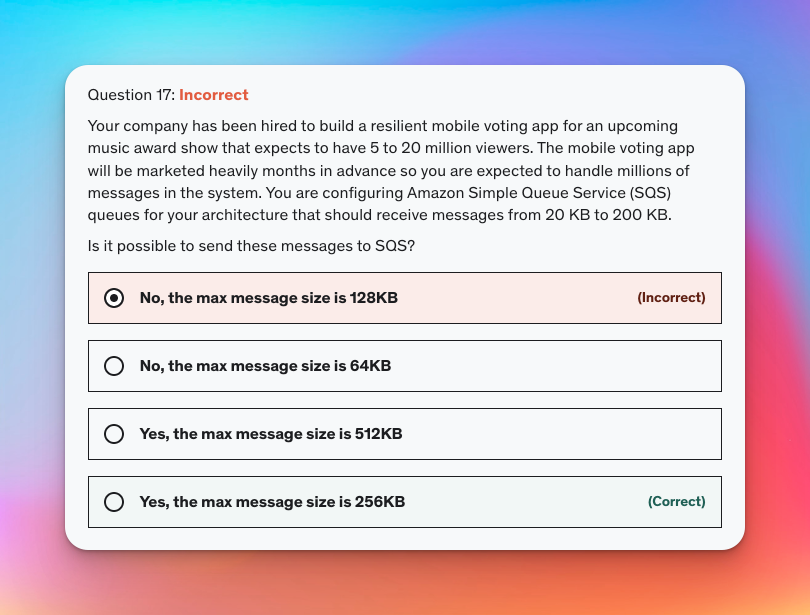 Question 17: Incorrect
Your company has been hired to build a resilient mobile voting app for an upcoming
music award show that expects to have 5 to 20 million viewers. The mobile voting app
will be marketed heavily months in advance so you are expected to handle millions of
messages in the system. You are configuring Amazon Simple Queue Service (SQS)
queues for your architecture that should receive messages from 20 KB to 200 KB.
Is it possible to send these messages to SQS?
No, the max message size is 128KB (Incorrect)
No, the max message size is 64KB
Yes, the max message size is 512KB
Yes, the max message size is 256KB (Correct)